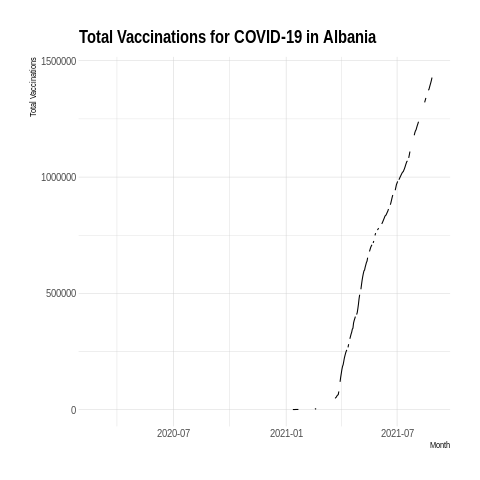 Total Vaccinations for COVID-19 in Albania
Total Vaccinations
1500000
1000000
500000
0
2020-07
2021-01
2021-07
Month